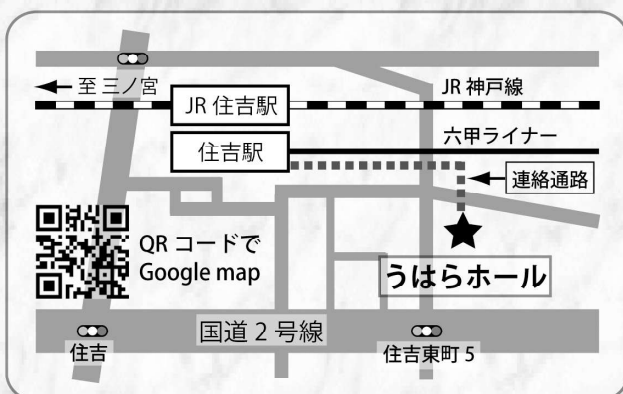 至 三ノ宮
JR 神戸線
JR 住吉駅
六甲ライナー
住吉駅
連絡通路
QR コードで
Google map
うはらホール
国道 2 号線
住吉
住吉東町 5